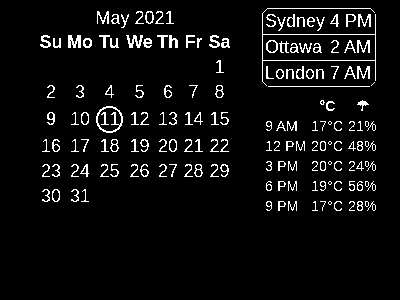 May 2021
Su Mo Tu We Th Fr Sa
1
2 3 4 5 6 7 8
9 10 11 12 13 14 15
16 17 18 19 20 21 22
23 24 25 26 27 28 29
30 31
Sydney 4 PM
Ottawa 2 AM
London 7 AM
°C ☂
9 AM 17°C 21%
12 PM 20°C 48%
3 PM 20°C 24%
6 PM 19°C 56%
9 PM 17°C 28%